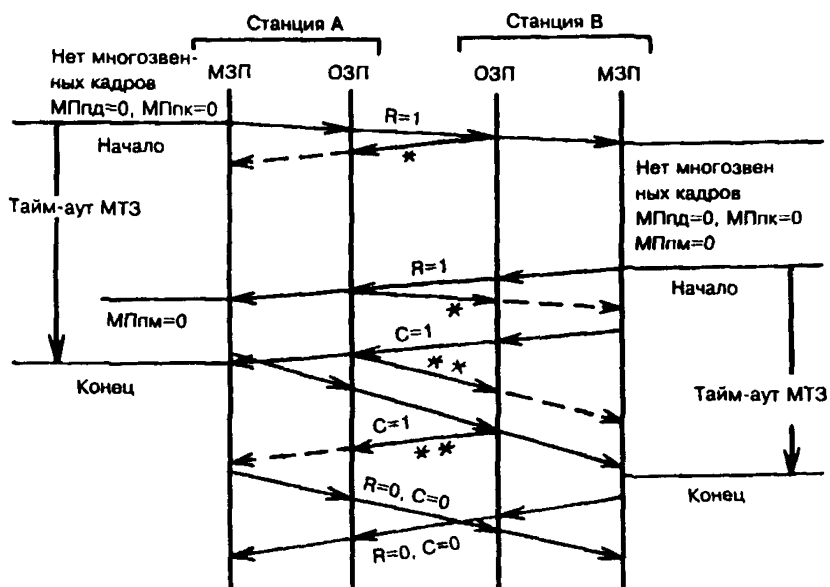 Станция А
Станция В
Нет многозвен-
ных кадров
МПпд=0, МПпк=0
МЗП
ОЗП
ОЗП
МЗП
R=1
Начало
*
Нет многозвен
ных кадров
МПпд=0, МПпк=0
МПпм=0
Тайм-аут МТЗ
R=1
Начало
*
МПпм=0
C=1
**
Конец
Тайм-аут МТЗ
C=1
**
R=0, C=0
Конец
R=0, C=0